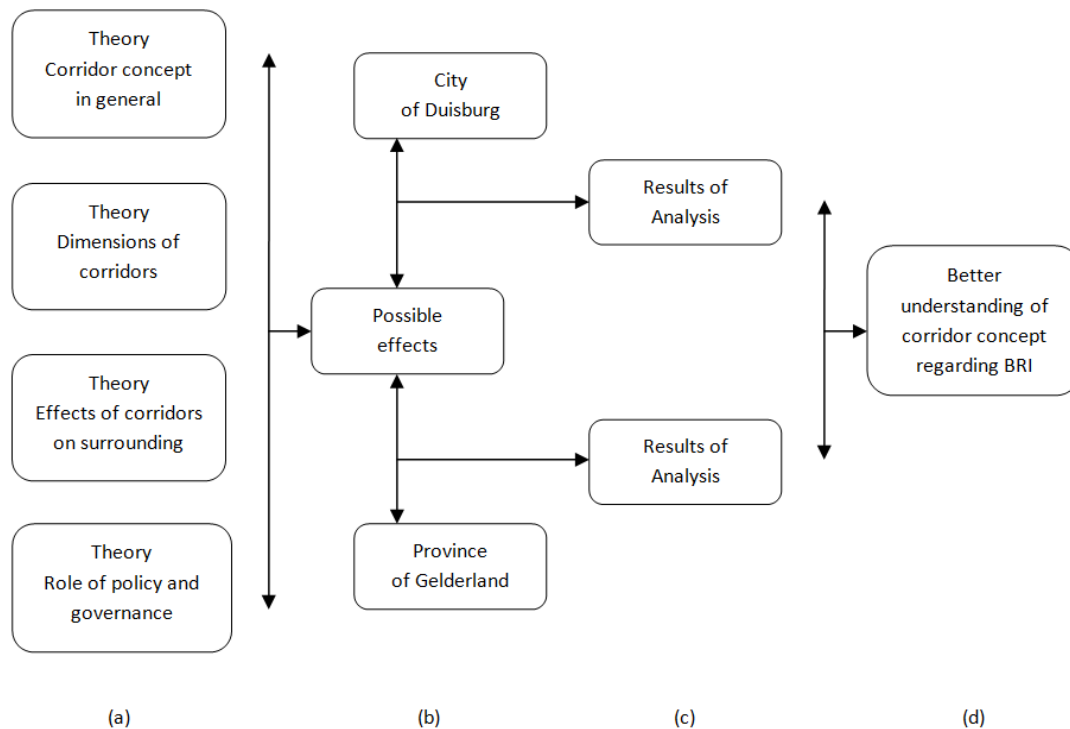 Theory
Corridor concept
in general
Theory
Dimensions of
corridors
Theory
Effects of corridors
on surrounding
Theory
Role of policy and
governance
City
of Duisburg
Possible
effects
Province
of Gelderland
Results of
Analysis
Results of
Analysis
Better
understanding of
corridor concept
regarding BRI
(a)
(b)
(c)
(d)